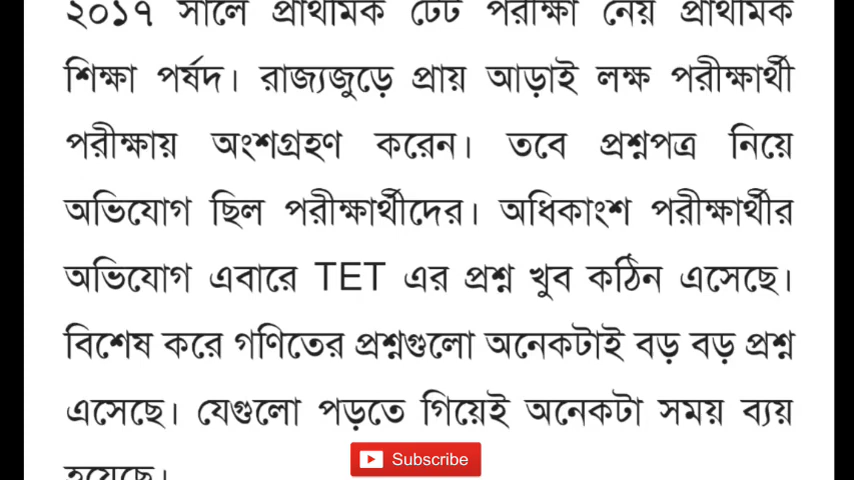 ২০১৭ সালে প্রাথমিক টেট পরীক্ষা নেয় প্রাথমিক
শিক্ষা পর্ষদ। রাজ্যজুড়ে প্রায় আড়াই লক্ষ পরীক্ষার্থী
পরীক্ষায় অংশগ্রহণ করেন। তবে প্রশ্নপত্র নিয়ে
অভিযোগ ছিল পরীক্ষার্থীদের। অধিকাংশ পরীক্ষার্থীর
অভিযোগ এবারে TET এর প্রশ্ন খুব কঠিন এসেছে।
বিশেষ করে গণিতের প্রশ্নগুলো অনেকটাই বড় বড় প্রশ্ন
এসেছে। যেগুলো পড়তে গিয়েই অনেকটা সময় ব্যয়
হয়েছে।
Subscribe